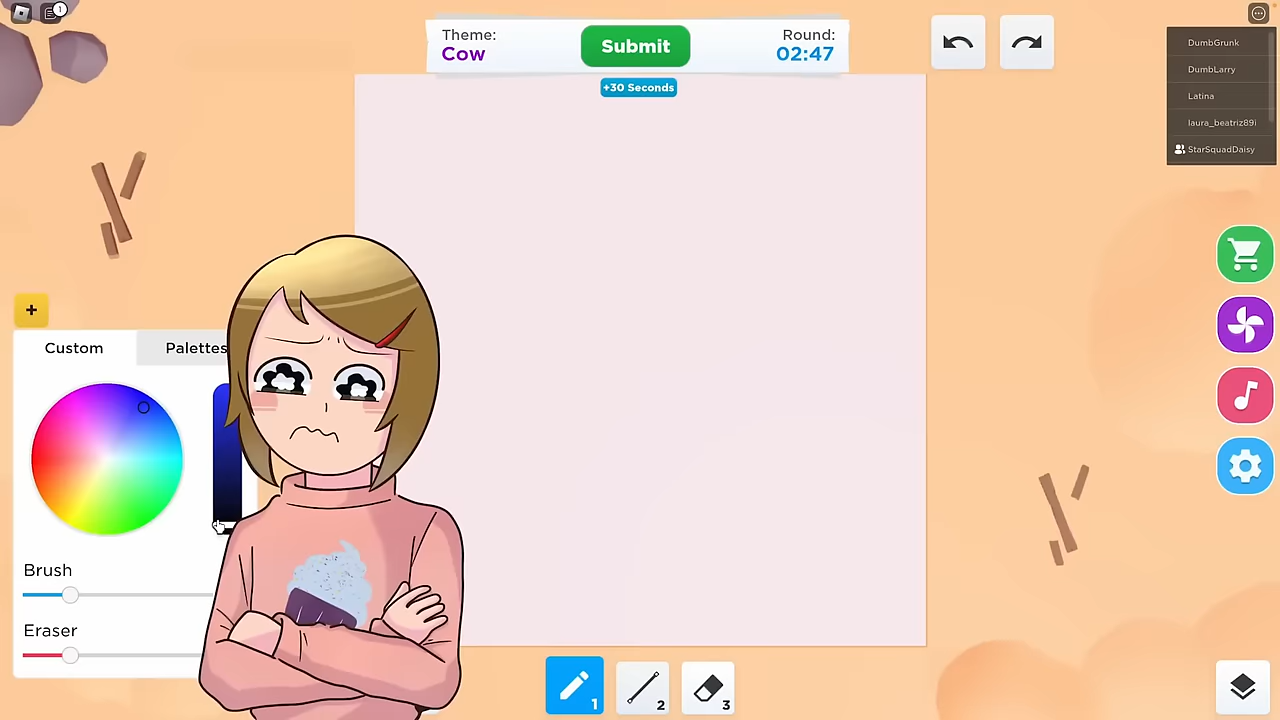 1
Theme:
Cow
Submit
Round:
02:47
+30 Seconds
DumbGrunk
DumbLarry
Latina
laura_beatriz89i
StarSquadDaisy
+
Custom
Palettes
Brush
Eraser
1
2
3